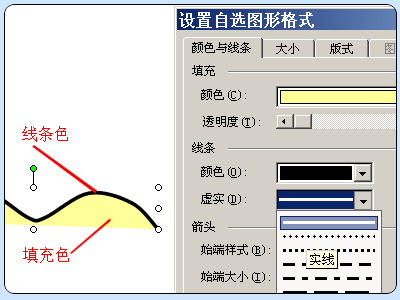 设置自选图形格式
颜色与线条 大小 版式
填充
颜色(C):
透明度(T):
线条
颜色(O):
虚实(D):
实线
箭头
始端样式(B):
始端大小(I):
线条色
填充色